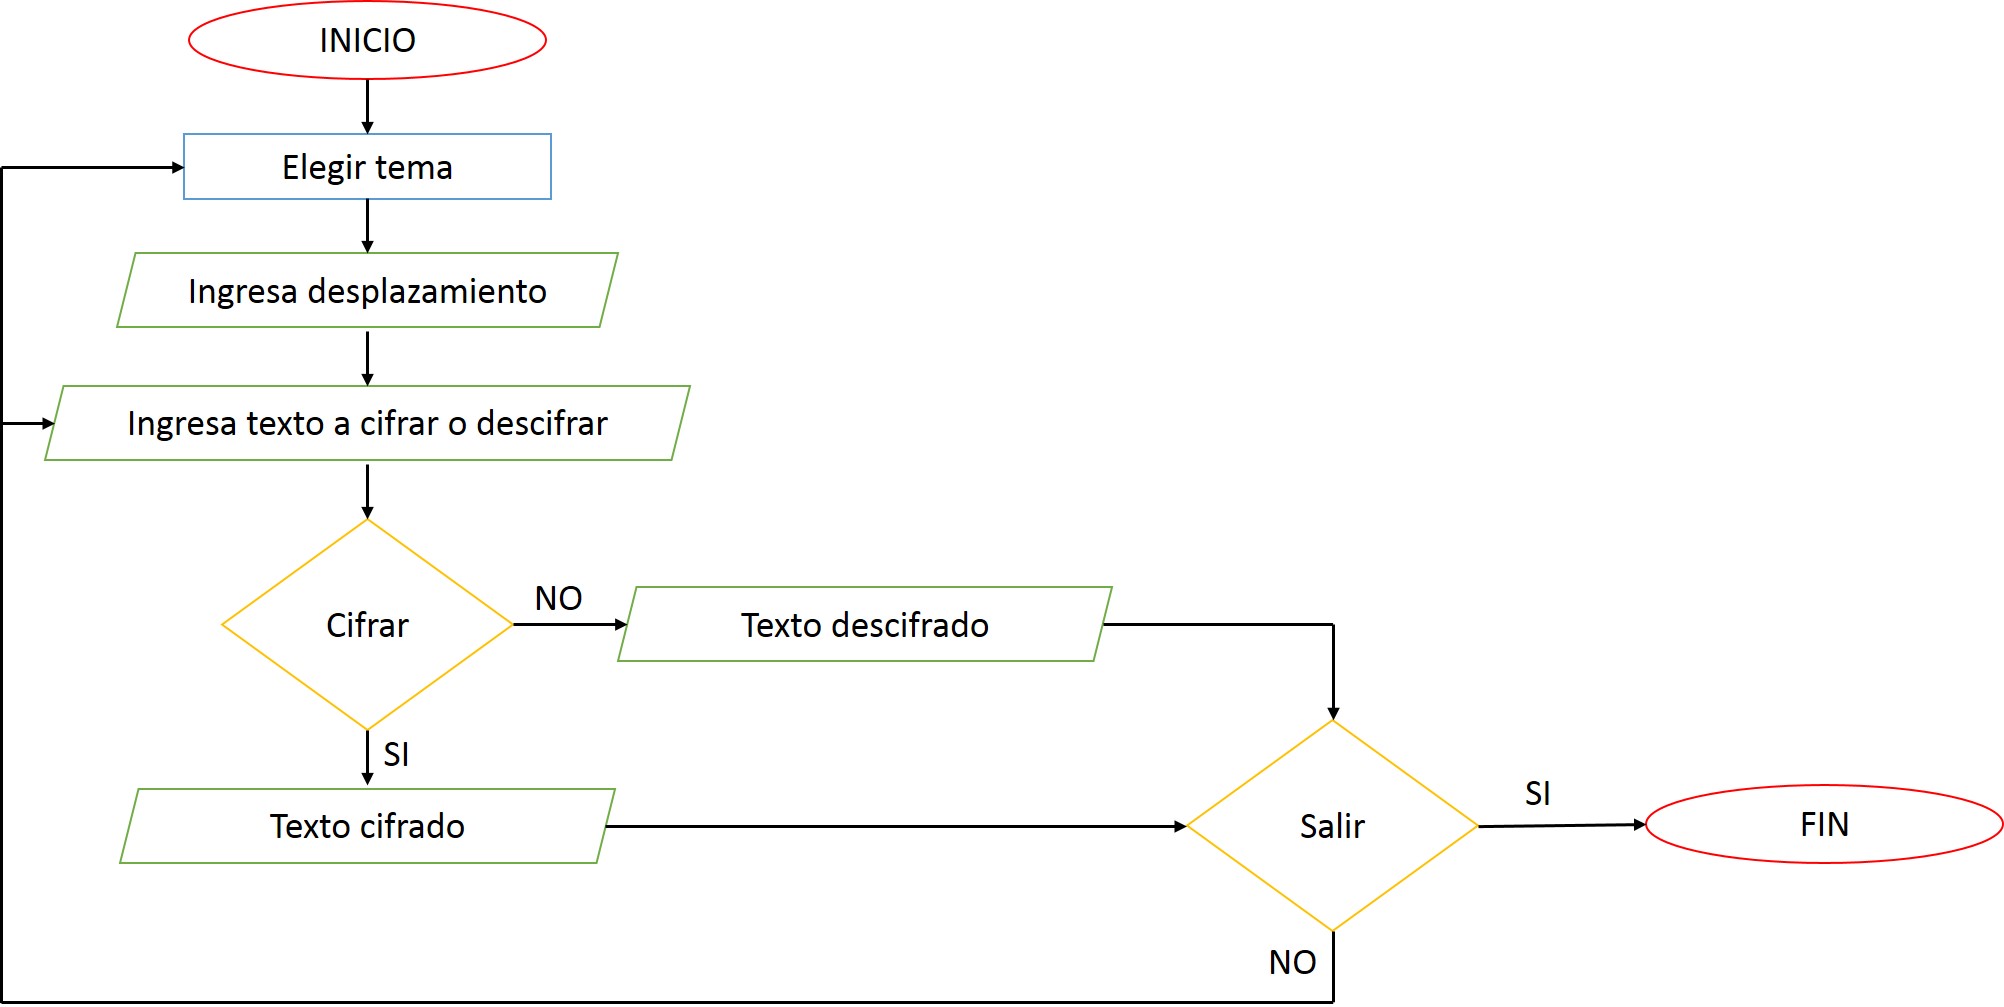 INICIO
Elegir tema
Ingresa desplazamiento
Ingresa texto a cifrar o descifrar
Cifrar
NO
Texto descifrado
SI
Texto cifrado
Salir
SI
FIN
NO